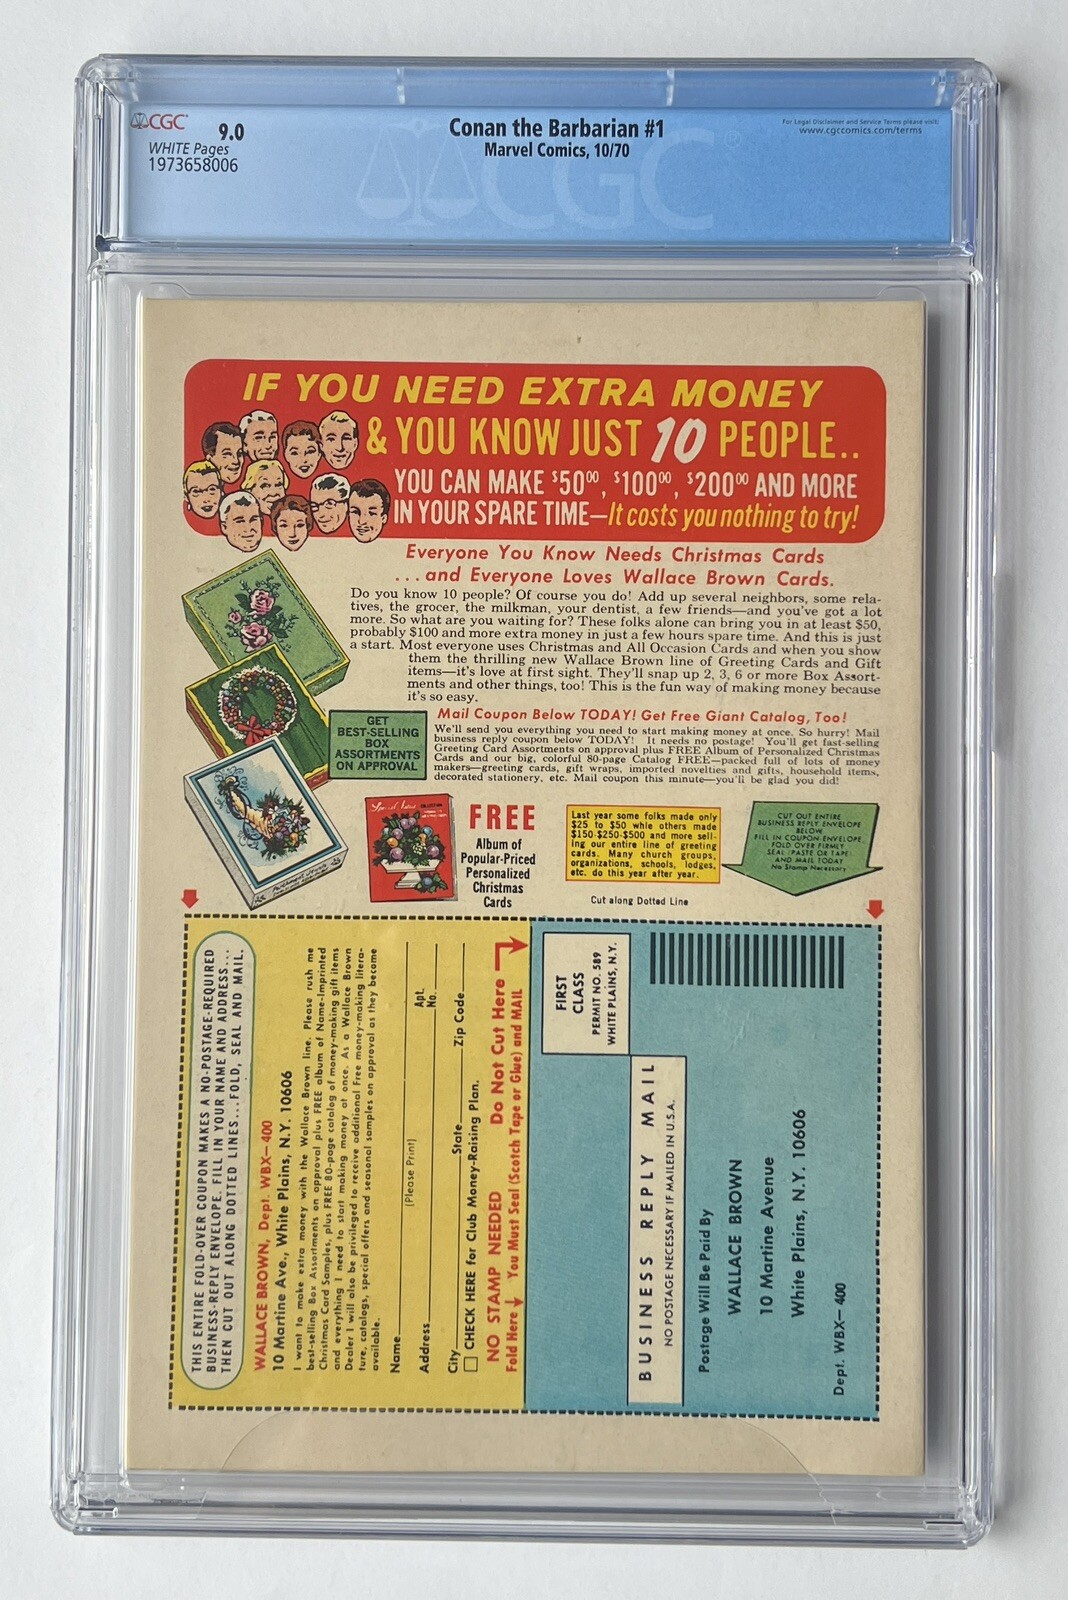 CGC
9.0
WHITE Pages
1973658006
Conan the Barbarian #1
Marvel Comics, 10/70
For Legal Disclaimer and Service Terms please visit:
www.cgccomics.com/terms
CGC
IF YOU NEED EXTRA MONEY
& YOU KNOW JUST 10 PEOPLE..
YOU CAN MAKE $50⁰⁰, $100⁰⁰, $200⁰⁰ AND MORE
IN YOUR SPARE TIME—It costs you nothing to try!
Everyone You Know Needs Christmas Cards
...and Everyone Loves Wallace Brown Cards.
Do you know 10 people? Of course you do! Add up several neighbors, some rela-
tives, the grocer, the milkman, your dentist, a few friends—and you've got a lot
more. So what are you waiting for? These folks alone can bring you in at least $50,
probably $100 and more extra money in just a few hours spare time. And this is just
a start. Most everyone uses Christmas and All Occasion Cards and when you show
them the thrilling new Wallace Brown line of Greeting Cards and Gift
items—it's love at first sight. They'll snap up 2, 3, 6 or more Box Assort-
ments and other things, too! This is the fun way of making money because
it's so easy.
Mail Coupon Below TODAY! Get Free Giant Catalog, Too!
We'll send you everything you need to start making money at once. So hurry! Mail
business reply coupon below TODAY! It needs no postage! You'll get fast-selling
Greeting Card Assortments on approval plus FREE Album of Personalized Christmas
Cards and our big, colorful 80-page Catalog FREE—packed full of lots of money
makers—greeting cards, gift wraps, imported novelties and gifts, household items,
decorated stationery, etc. Mail coupon this minute—you'll be glad you did!
GET
BEST-SELLING
BOX
ASSORTMENTS
ON APPROVAL
FREE
Album of
Popular-Priced
Personalized
Christmas
Cards
Last year some folks made only
$25 to $50 while others made
$150-$250-$500 and more sell-
ing our entire line of greeting
cards. Many church groups,
organizations, schools, lodges,
etc. do this year after year.
CUT OUT ENTIRE
BUSINESS REPLY ENVELOPE
BELOW
FILL IN COUPON-ENVELOPE,
FOLD OVER FIRMLY
SEAL (PASTE OR TAPE)
AND MAIL TODAY
No Stamp Necessary
Cut along Dotted Line
THIS ENTIRE FOLD-OVER COUPON MAKES A NO-POSTAGE-REQUIRED
BUSINESS-REPLY ENVELOPE. FILL IN YOUR NAME AND ADDRESS...
THEN CUT OUT ALONG DOTTED LINES...FOLD, SEAL AND MAIL.
WALLACE BROWN, Dept. WBX—400
10 Martine Ave., White Plains, N.Y. 10606
I want to make extra money with the Wallace Brown line. Please rush me
best-selling Box Assortments on approval plus FREE album of Name-Imprinted
Christmas Card Samples, plus FREE 80-page catalog of money-making gift items
and everything I need to start making money at once. As a Wallace Brown
Dealer I will also be privileged to receive additional Free money-making litera-
ture, catalogs, special offers and seasonal samples on approval as they become
available.
Name
(Please Print)
Address
Apt.
No.
City State Zip Code
CHECK HERE for Club Money-Raising Plan.
NO STAMP NEEDED Do Not Cut Here
Fold Here You Must Seal (Scotch Tape or Glue) and MAIL
FIRST
CLASS
PERMIT NO. 589
WHITE PLAINS, N.Y.
BUSINESS REPLY MAIL
NO POSTAGE NECESSARY IF MAILED IN U.S.A.
Postage Will Be Paid By
WALLACE BROWN
10 Martine Avenue
White Plains, N.Y. 10606
Dept. WBX—400